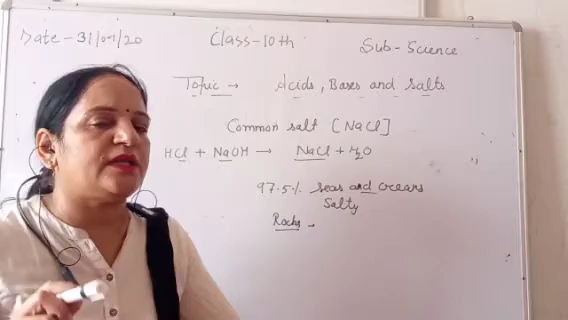 Date - 31/07/20 Class-10th Sub- Science
Topic → Acids, Bases and Salts
Common salt [NaCl]
HCl + NaOH → NaCl + H₂O
97.5% seas and oceans
Salty
Rocks -